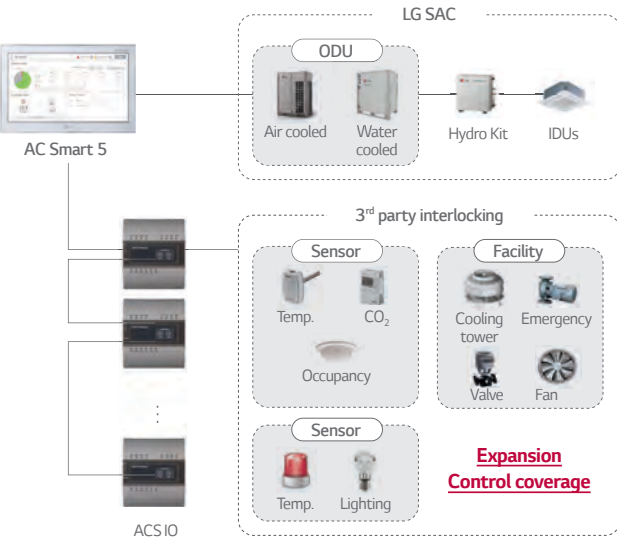 LG SAC
ODU
Air cooled
Water
cooled
Hydro Kit
IDUs
AC Smart 5
3rd party interlocking
Sensor
Temp.
CO₂
Occupancy
Facility
Cooling
tower
Emergency
Valve
Fan
Sensor
Temp.
Lighting
Expansion
Control coverage
⋮
ACS IO